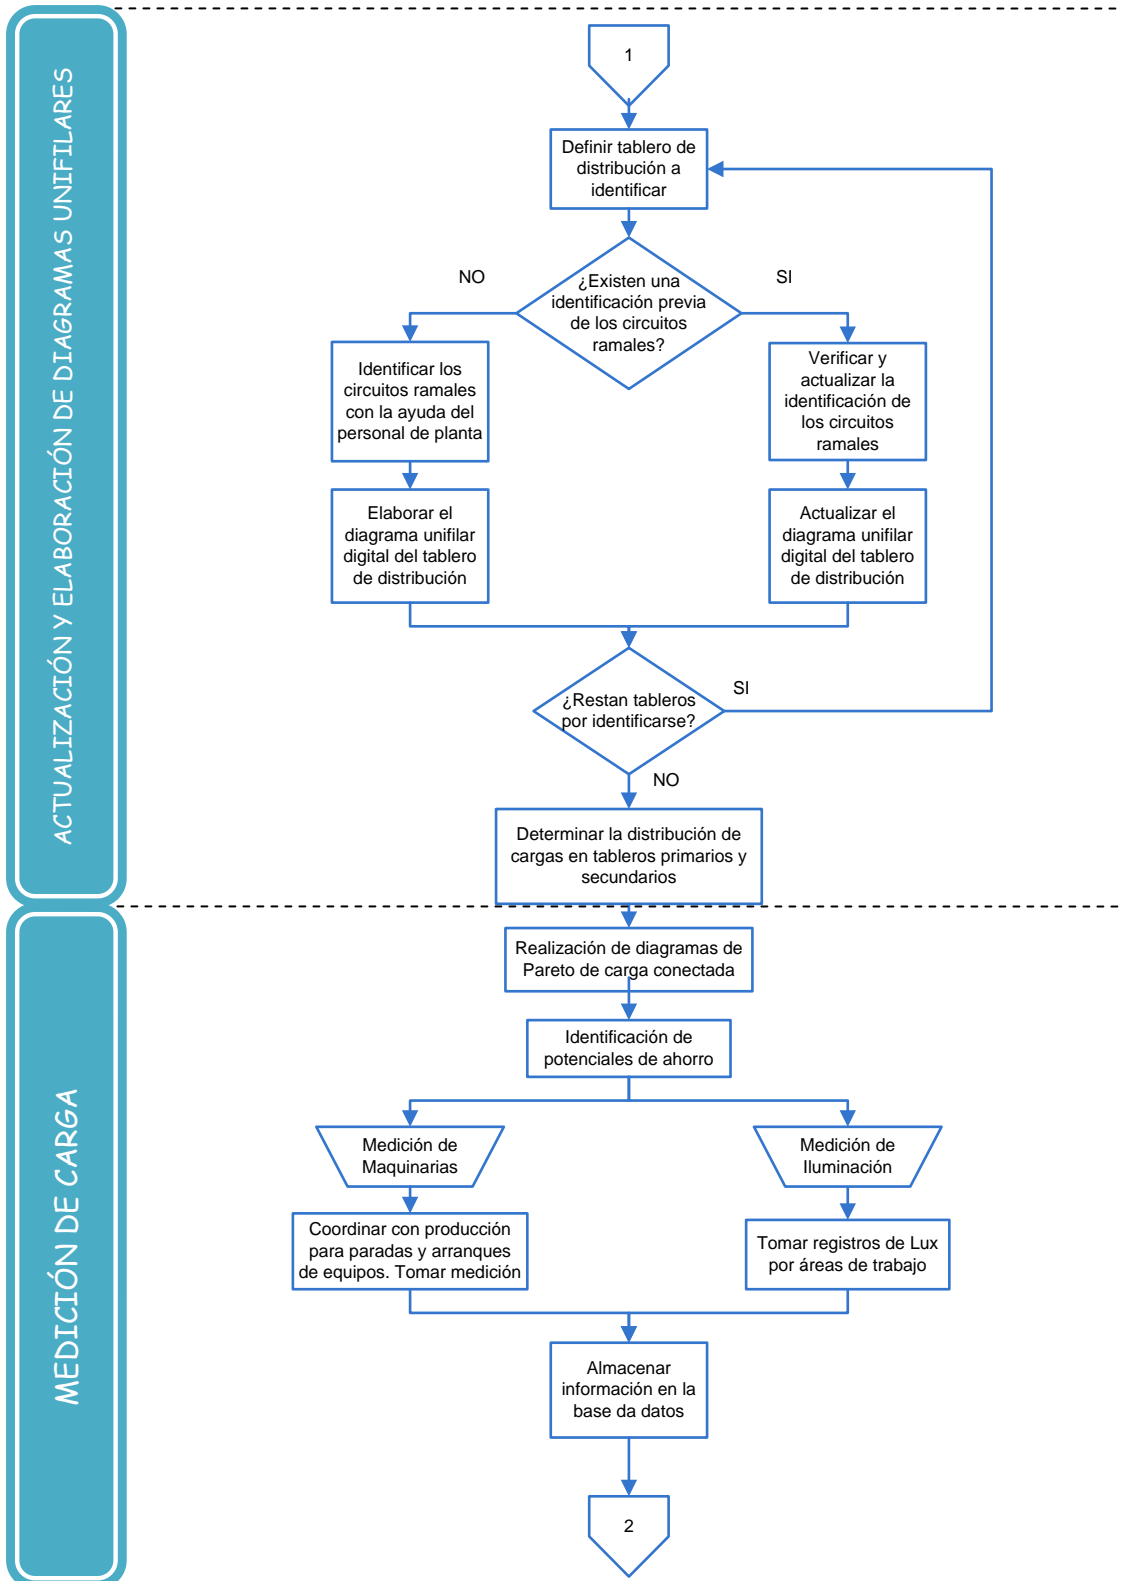 ACTUALIZACIÓN Y ELABORACIÓN DE DIAGRAMAS UNIFILARES
1
Definir tablero de
distribución a
identificar
NO
SI
¿Existen una
identificación previa
de los circuitos
ramales?
Identificar los
circuitos ramales
con la ayuda del
personal de planta
Verificar y
actualizar la
identificación de
los circuitos
ramales
Elaborar el
diagrama unifilar
digital del tablero
de distribución
Actualizar el
diagrama unifilar
digital del tablero
de distribución
¿Restan tableros
por identificarse?
SI
NO
Determinar la distribución de
cargas en tableros primarios y
secundarios
MEDICIÓN DE CARGA
Realización de diagramas de
Pareto de carga conectada
Identificación de
potenciales de ahorro
Medición de
Maquinarias
Medición de
Iluminación
Coordinar con producción
para paradas y arranques
de equipos. Tomar medición
Tomar registros de Lux
por áreas de trabajo
Almacenar
información en la
base da datos
2